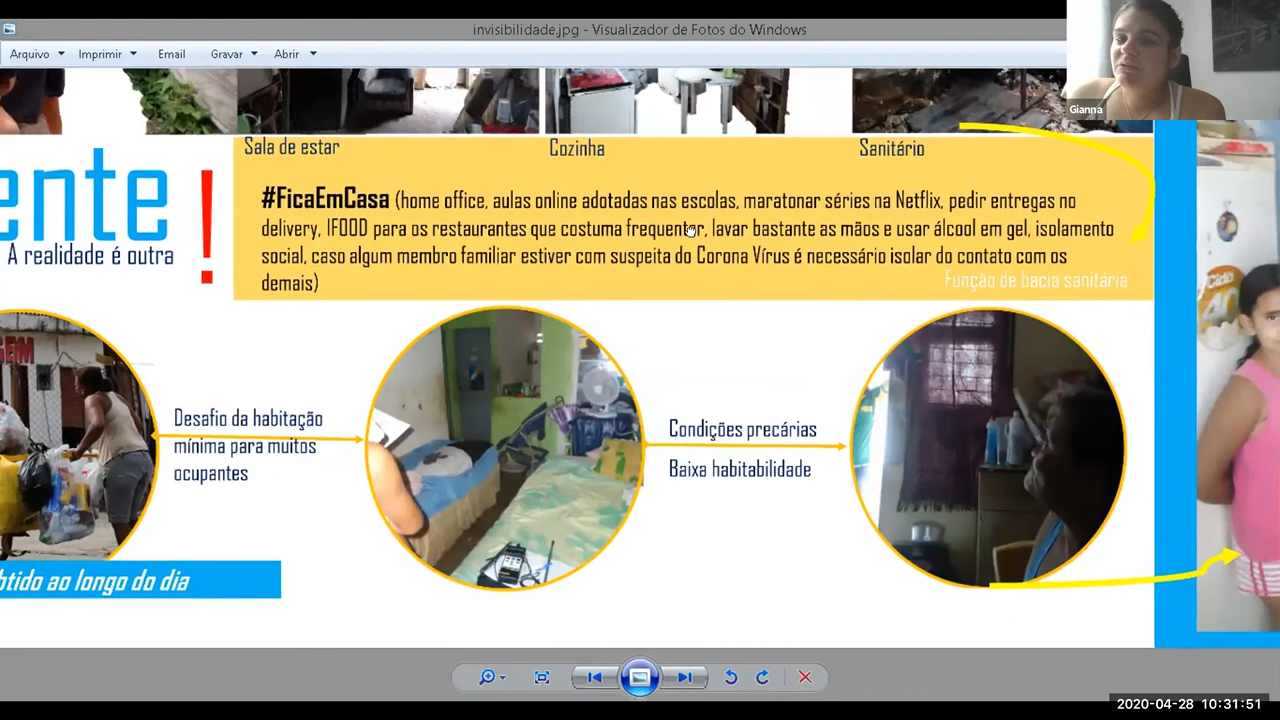 invisibilidade.jpg - Visualizador de Fotos do Windows
Arquivo Imprimir Email Gravar Abrir
Gianna
Sala de estar
Cozinha
Sanitário
ente
A realidade é outra
!
#FicaEmCasa (home office, aulas online adotadas nas escolas, maratonar séries na Netflix, pedir entregas no
delivery, IFOOD para os restaurantes que costuma frequentar, lavar bastante as mãos e usar álcool em gel, isolamento
social, caso algum membro familiar estiver com suspeita do Corona Vírus é necessário isolar do contato com os
demais)
Função de bacia sanitária
Desafio da habitação
mínima para muitos
ocupantes
Condições precárias
Baixa habitabilidade
btido ao longo do dia
2020-04-28 10:31:51